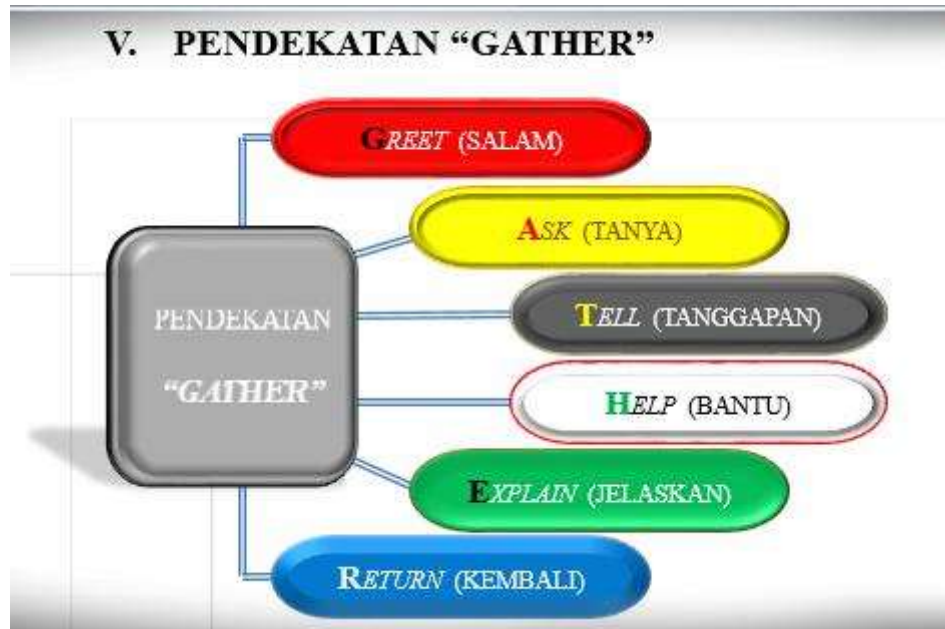 V. PENDEKATAN “GATHER”
GREET (SALAM)
ASK (TANYA)
PENDEKATAN
“GATHER”
TELL (TANGGAPAN)
HELP (BANTU)
EXPLAIN (JELASKAN)
RETURN (KEMBALI)